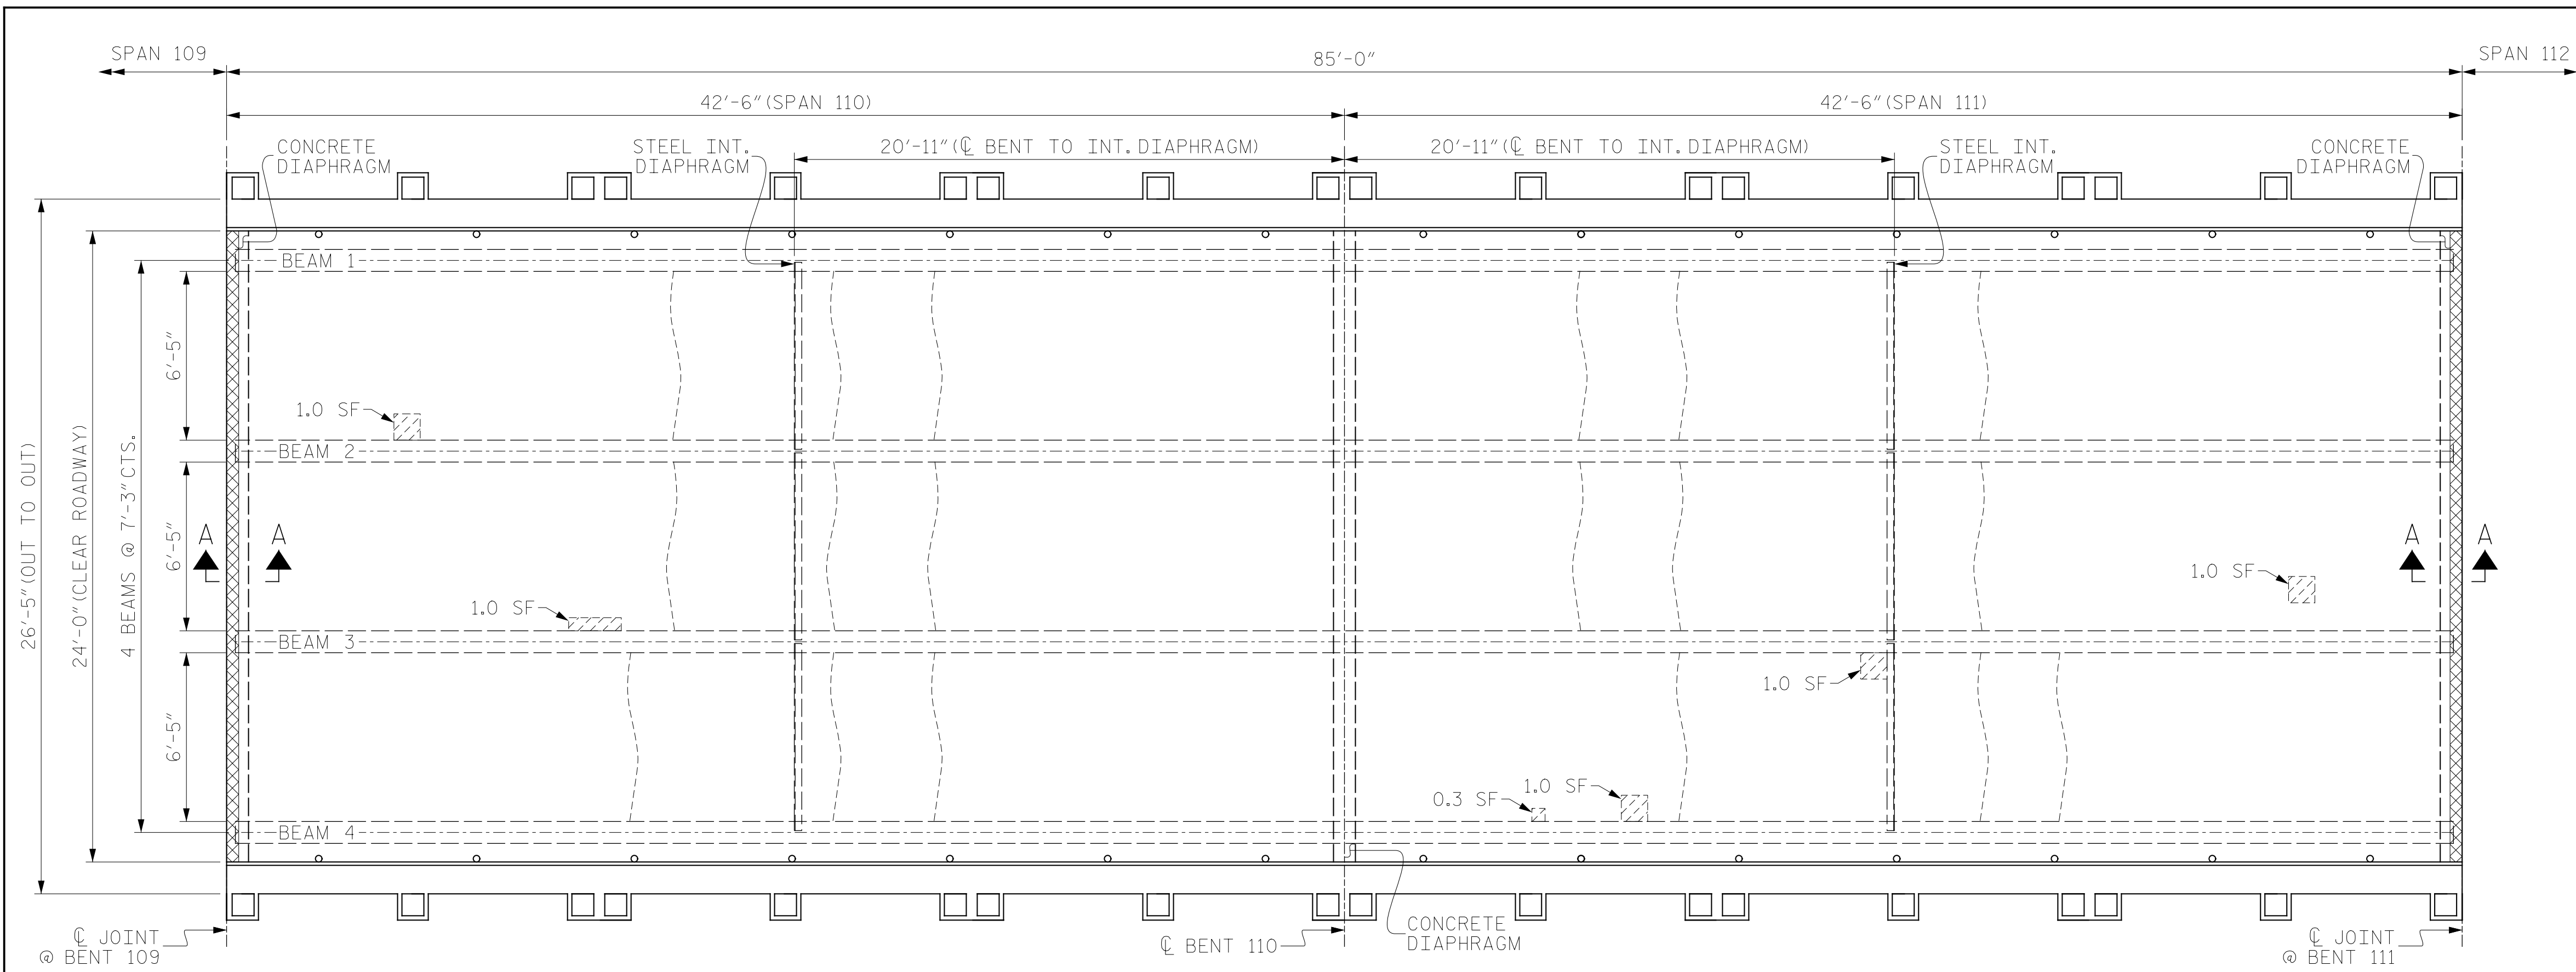 SPAN 109
85'-0"
SPAN 112
42'-6" (SPAN 110)
42'-6" (SPAN 111)
CONCRETE
DIAPHRAGM
STEEL INT.
DIAPHRAGM
20'-11" (℄ BENT TO INT. DIAPHRAGM)
20'-11" (℄ BENT TO INT. DIAPHRAGM)
STEEL INT.
DIAPHRAGM
CONCRETE
DIAPHRAGM
26'-5" (OUT TO OUT)
24'-0" (CLEAR ROADWAY)
4 BEAMS @ 7'-3" CTS.
6'-5"
6'-5"
6'-5"
BEAM 1
1.0 SF
BEAM 2
A
A
A
A
1.0 SF
1.0 SF
BEAM 3
1.0 SF
0.3 SF
1.0 SF
BEAM 4
℄ JOINT
@ BENT 109
℄ BENT 110
CONCRETE
DIAPHRAGM
℄ JOINT
@ BENT 111